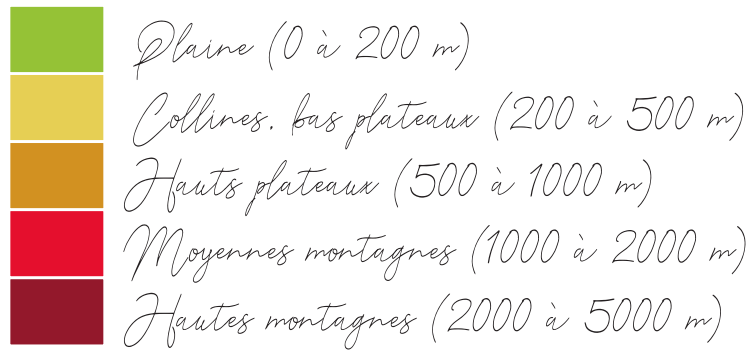 Plaine (0 à 200 m)
Collines, bas plateaux (200 à 500 m)
Hauts plateaux (500 à 1000 m)
Moyennes montagnes (1000 à 2000 m)
Hautes montagnes (2000 à 5000 m)